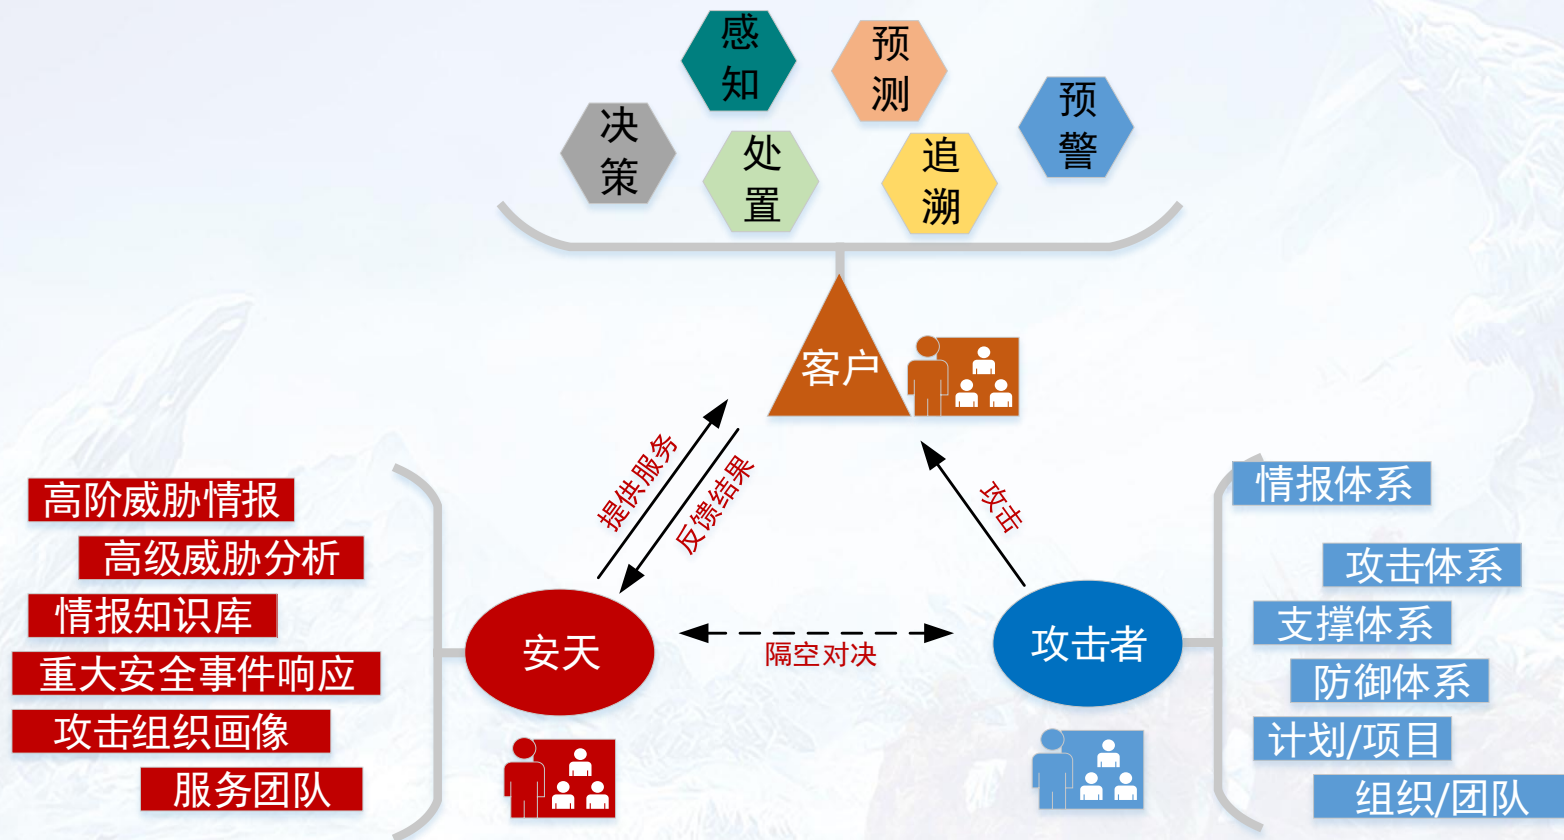 感知
预测
预警
决策
处置
追溯
客户
提供服务
反馈结果
攻击
高阶威胁情报
高级威胁分析
情报知识库
重大安全事件响应
攻击组织画像
服务团队
安天
隔空对决
攻击者
情报体系
攻击体系
支撑体系
防御体系
计划/项目
组织/团队